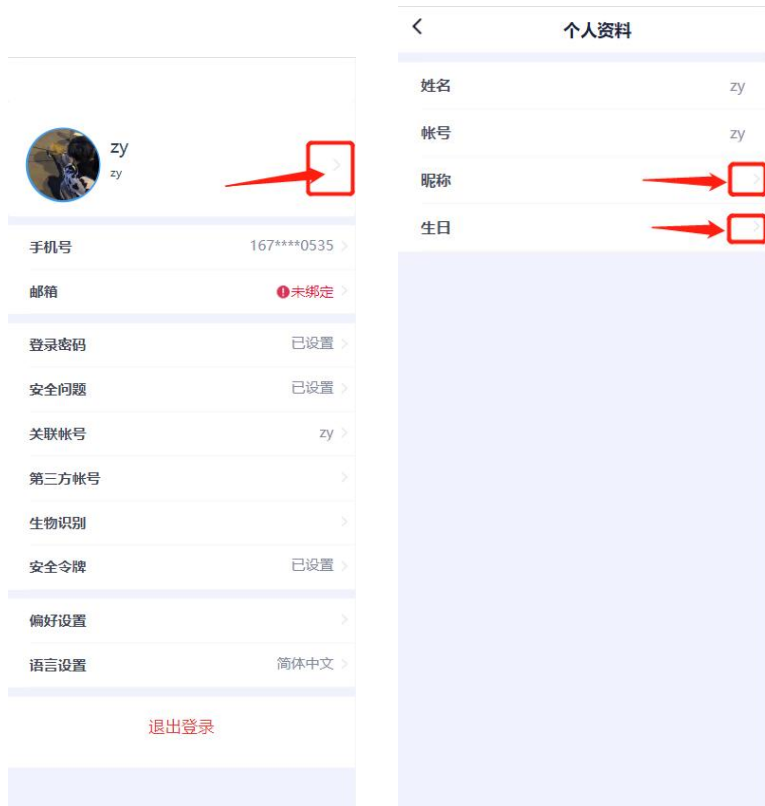 zy
zy
手机号 167****0535
邮箱 未绑定
登录密码 已设置
安全问题 已设置
关联帐号 zy
第三方帐号
生物识别
安全令牌 已设置
偏好设置
语言设置 简体中文
退出登录
个人资料
姓名 zy
帐号 zy
昵称
生日